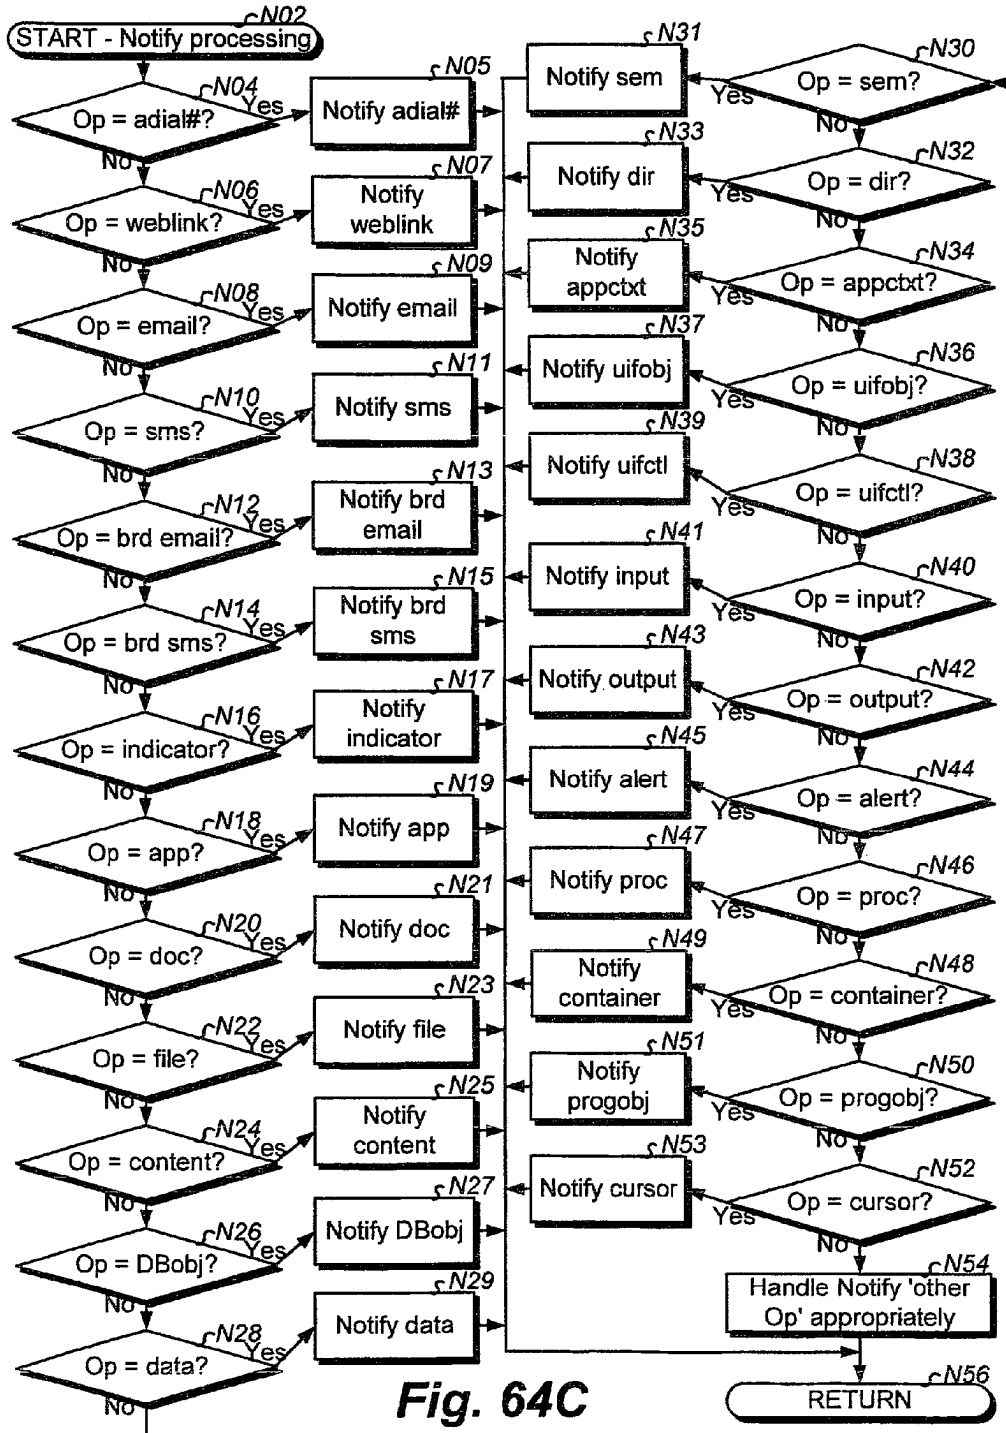 N02
START - Notify processing
N04
Op = adial#?
Yes
No
N05
Notify adial#
N06
Op = weblink?
Yes
No
N07
Notify
weblink
N08
Op = email?
Yes
No
N09
Notify email
N10
Op = sms?
Yes
No
N11
Notify sms
N12
Op = brd email?
Yes
No
N13
Notify brd
email
N14
Op = brd sms?
Yes
No
N15
Notify brd
sms
N16
Op = indicator?
Yes
No
N17
Notify
indicator
N18
Op = app?
Yes
No
N19
Notify app
N20
Op = doc?
Yes
No
N21
Notify doc
N22
Op = file?
Yes
No
N23
Notify file
N24
Op = content?
Yes
No
N25
Notify
content
N26
Op = DBobj?
Yes
No
N27
Notify DBobj
N28
Op = data?
Yes
No
N29
Notify data
N30
Op = sem?
Yes
No
N31
Notify sem
N32
Op = dir?
Yes
No
N33
Notify dir
N34
Op = appctxt?
Yes
No
N35
Notify
appctxt
N36
Op = uifobj?
Yes
No
N37
Notify uifobj
N38
Op = uifctl?
Yes
No
N39
Notify uifctl
N40
Op = input?
Yes
No
N41
Notify input
N42
Op = output?
Yes
No
N43
Notify output
N44
Op = alert?
Yes
No
N45
Notify alert
N46
Op = proc?
Yes
No
N47
Notify proc
N48
Op = container?
Yes
No
N49
Notify
container
N50
Op = progobj?
Yes
No
N51
Notify
progobj
N52
Op = cursor?
Yes
No
N53
Notify cursor
N54
Handle Notify 'other
Op' appropriately
N56
RETURN
Fig. 64C